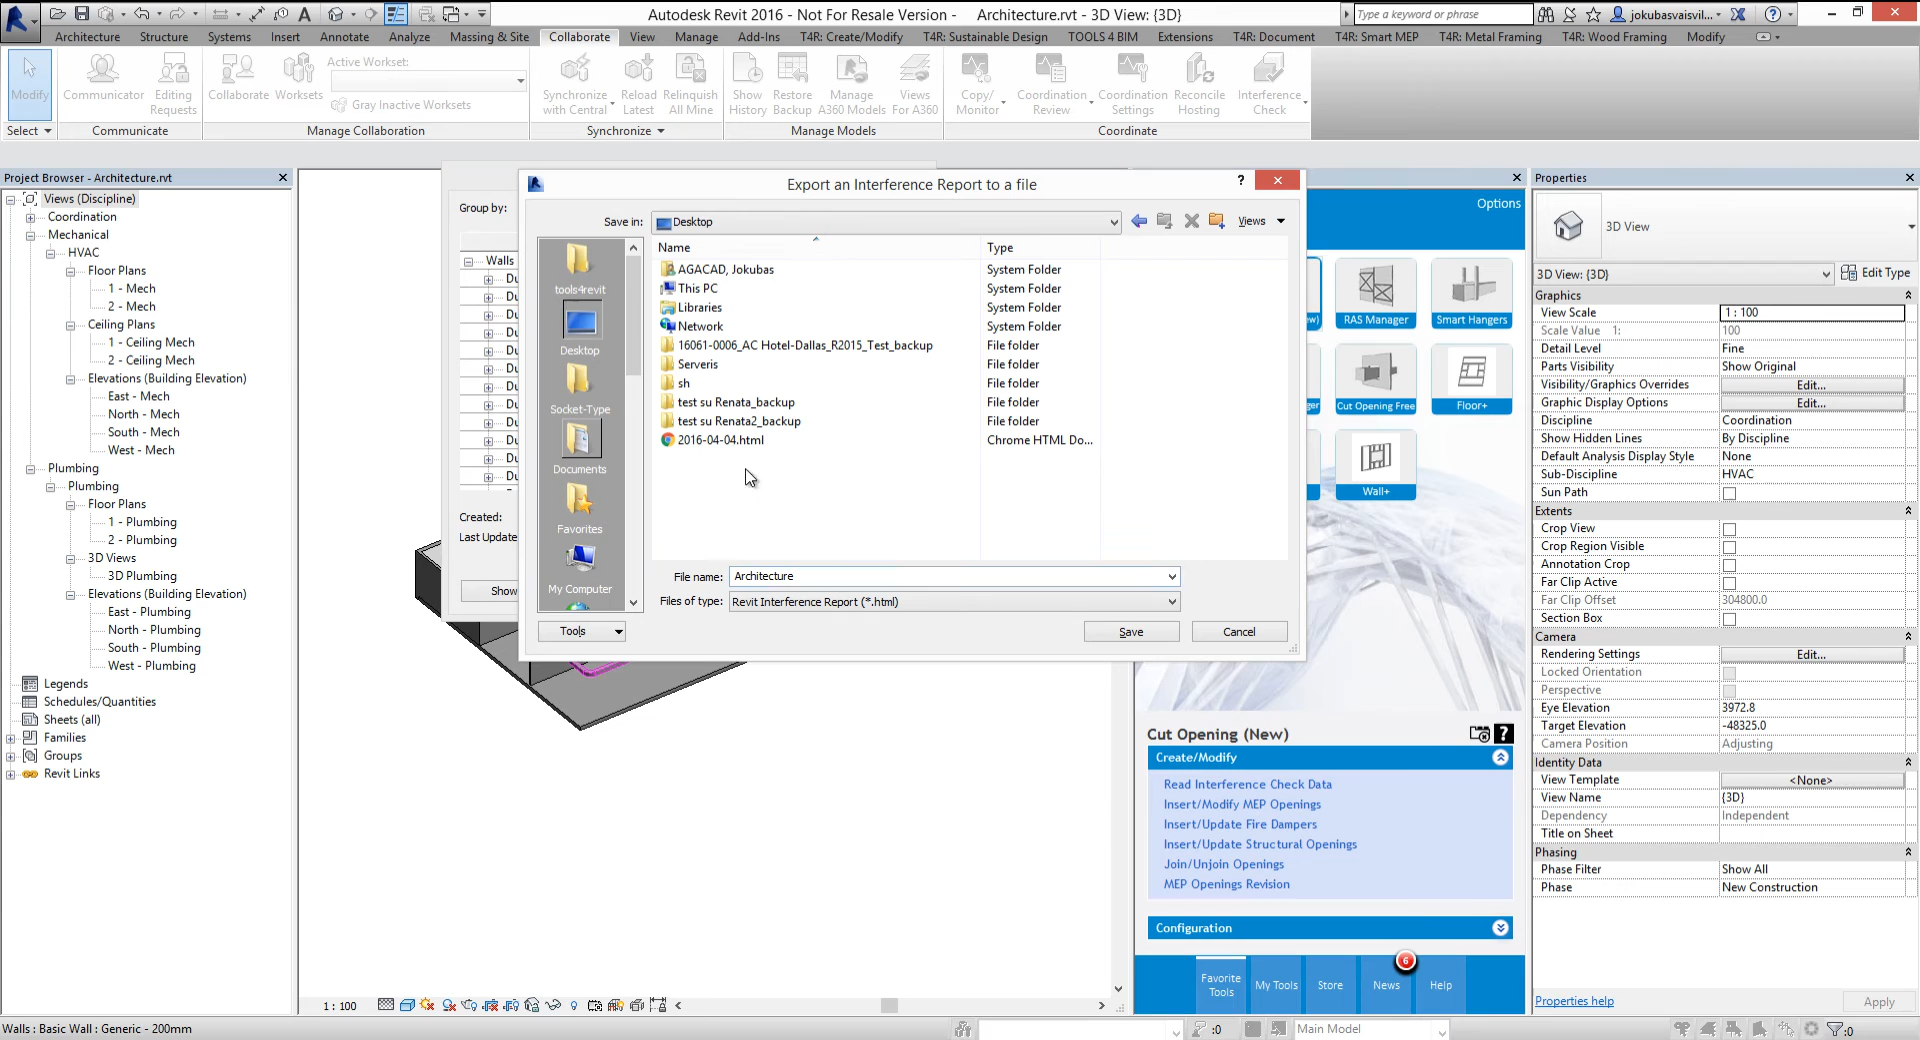 Autodesk Revit 2016 - Not For Resale Version - Architecture.rvt - 3D View: {3D}
Type a keyword or phrase
jokubasvaisvil...
Architecture Structure Systems Insert Annotate Analyze Massing & Site Collaborate View Manage Add-Ins T4R: Create/Modify T4R: Sustainable Design TOOLS 4 BIM Extensions T4R: Document T4R: Smart MEP T4R: Metal Framing T4R: Wood Framing Modify
Modify
Communicator
Editing Requests
Collaborate
Worksets
Active Workset:
Gray Inactive Worksets
Synchronize with Central
Reload Latest
Relinquish All Mine
Show History
Restore Backup
Manage A360 Models
Views For A360
Copy/ Monitor
Coordination Review
Coordination Settings
Reconcile Hosting
Interference Check
Select Communicate Manage Collaboration Synchronize Manage Models Coordinate
Project Browser - Architecture.rvt
Views (Discipline)
Coordination
Mechanical
HVAC
Floor Plans
1 - Mech
2 - Mech
Ceiling Plans
1 - Ceiling Mech
2 - Ceiling Mech
Elevations (Building Elevation)
East - Mech
North - Mech
South - Mech
West - Mech
Plumbing
Plumbing
Floor Plans
1 - Plumbing
2 - Plumbing
3D Views
3D Plumbing
Elevations (Building Elevation)
East - Plumbing
North - Plumbing
South - Plumbing
West - Plumbing
Legends
Schedules/Quantities
Sheets (all)
Families
Groups
Revit Links
Group by:
Walls
Du
Du
Du
Du
Du
Du
Du
Du
Du
Du
Du
Du
Created:
Last Update
Show
Export an Interference Report to a file
?
Save in: Desktop
Views
Name Type
AGACAD, Jokubas System Folder
This PC System Folder
Libraries System Folder
Network System Folder
16061-0006_AC Hotel-Dallas_R2015_Test_backup File folder
Serveris File folder
sh File folder
test su Renata_backup File folder
test su Renata2_backup File folder
2016-04-04.html Chrome HTML Do...
tools4revit
Desktop
Socket-Type
Documents
Favorites
My Computer
File name: Architecture
Files of type: Revit Interference Report (*.html)
Tools
Save
Cancel
Options
RAS Manager
Smart Hangers
Cut Opening Free
Floor+
Wall+
Cut Opening (New)
?
Create/Modify
Read Interference Check Data
Insert/Modify MEP Openings
Insert/Update Fire Dampers
Insert/Update Structural Openings
Join/Unjoin Openings
MEP Openings Revision
Configuration
6
Favorite Tools
My Tools
Store
News
Help
Properties
3D View
3D View: {3D}
Edit Type
Graphics
View Scale 1 : 100
Scale Value 1: 100
Detail Level Fine
Parts Visibility Show Original
Visibility/Graphics Overrides Edit...
Graphic Display Options Edit...
Discipline Coordination
Show Hidden Lines By Discipline
Default Analysis Display Style None
Sub-Discipline HVAC
Sun Path
Extents
Crop View
Crop Region Visible
Annotation Crop
Far Clip Active
Far Clip Offset 304800.0
Section Box
Camera
Rendering Settings Edit...
Locked Orientation
Perspective
Eye Elevation 3972.8
Target Elevation -48325.0
Camera Position Adjusting
Identity Data
View Template <None>
View Name {3D}
Dependency Independent
Title on Sheet
Phasing
Phase Filter Show All
Phase New Construction
Properties help
Apply
1 : 100
Walls : Basic Wall : Generic - 200mm
:0
Main Model
:0